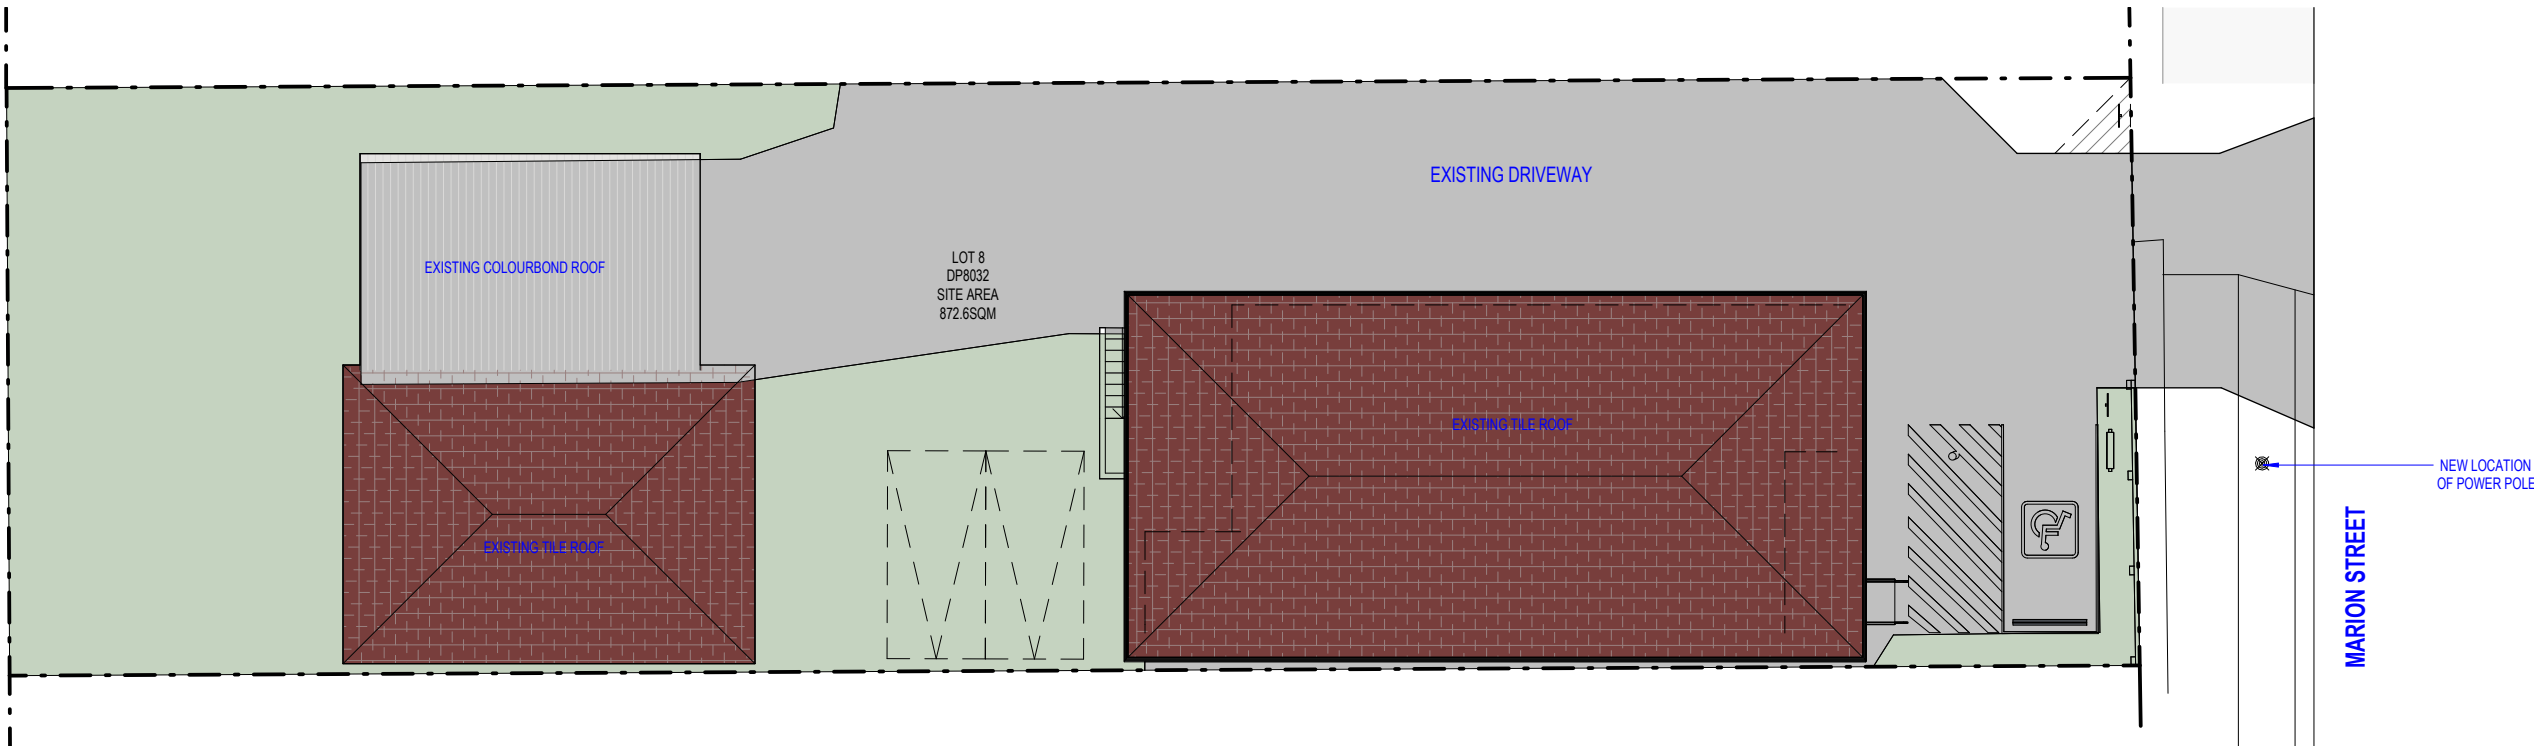 EXISTING DRIVEWAY
LOT 8
DP8032
SITE AREA
872.6SQM
EXISTING COLOURBOND ROOF
EXISTING TILE ROOF
EXISTING TILE ROOF
NEW LOCATION
OF POWER POLE
MARION STREET